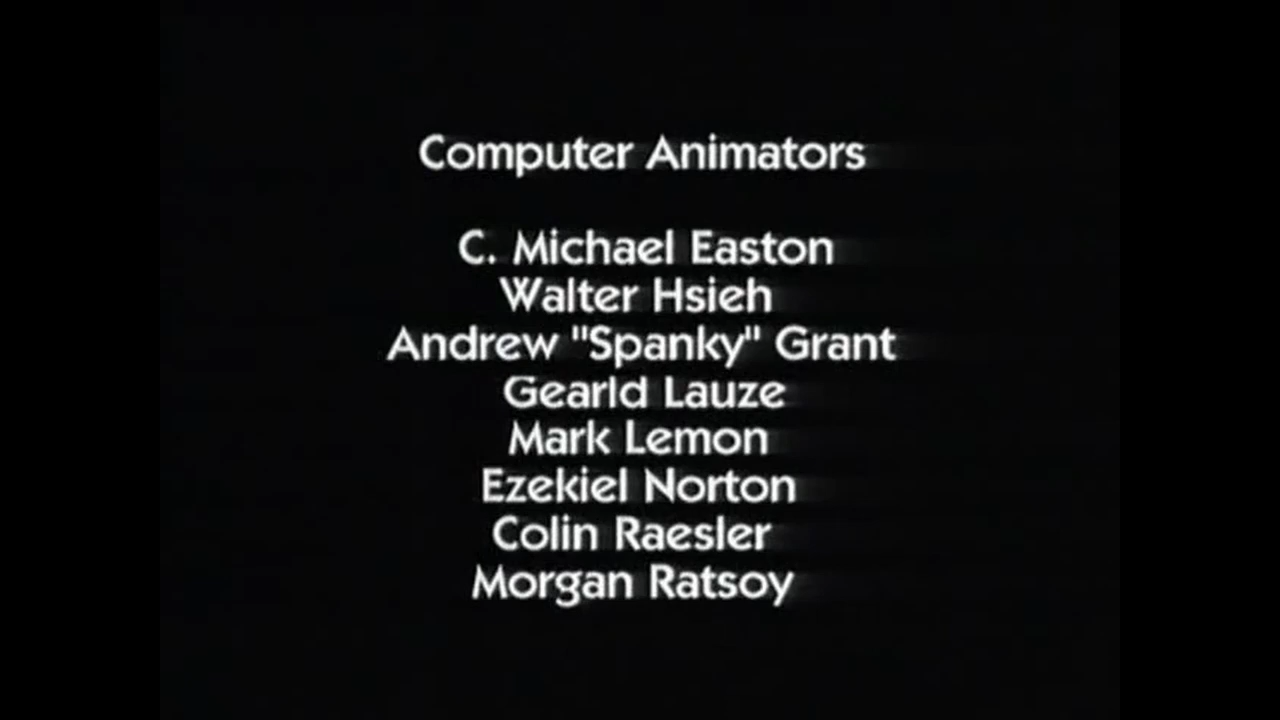 Computer Animators
C. Michael Easton
Walter Hsieh
Andrew "Spanky" Grant
Gearld Lauze
Mark Lemon
Ezekiel Norton
Colin Raesler
Morgan Ratsoy